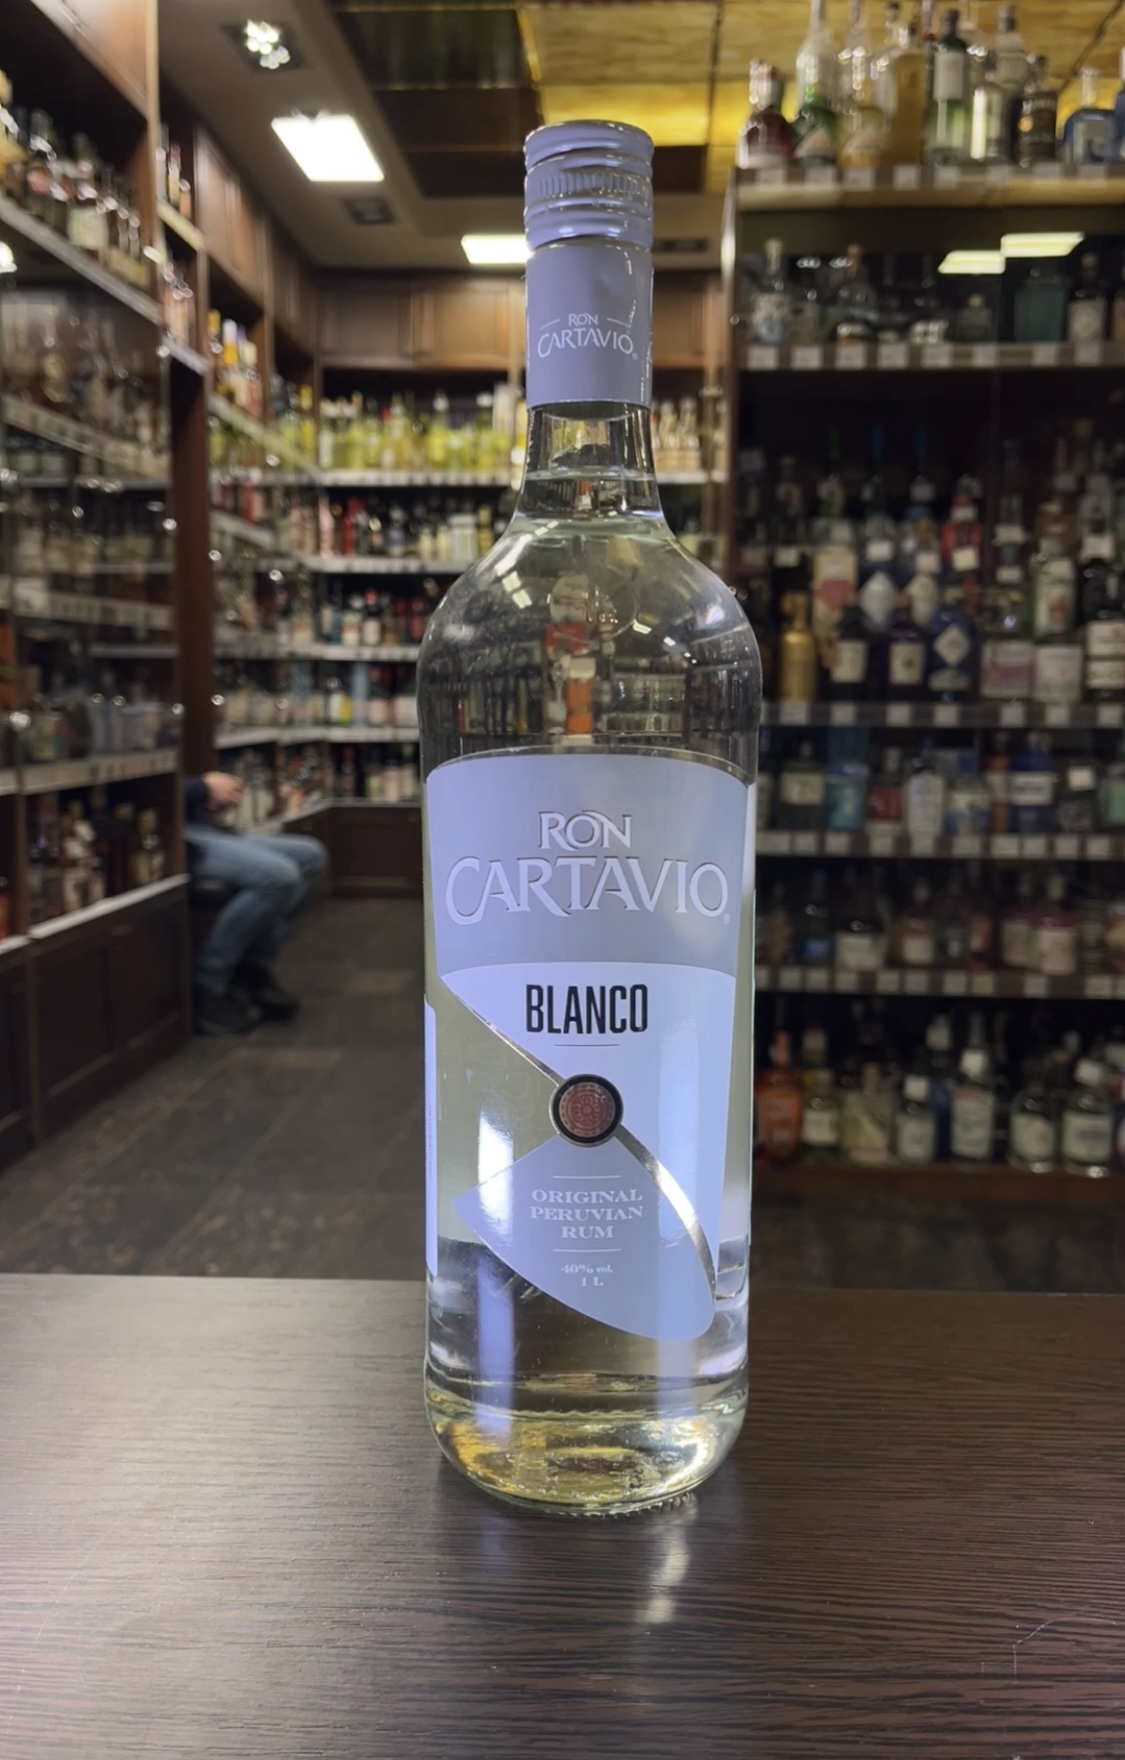 RON
CARTAVIO
RON
CARTAVIO
BLANCO
ORIGINAL
PERUVIAN
RUM
40% vol.
1 L